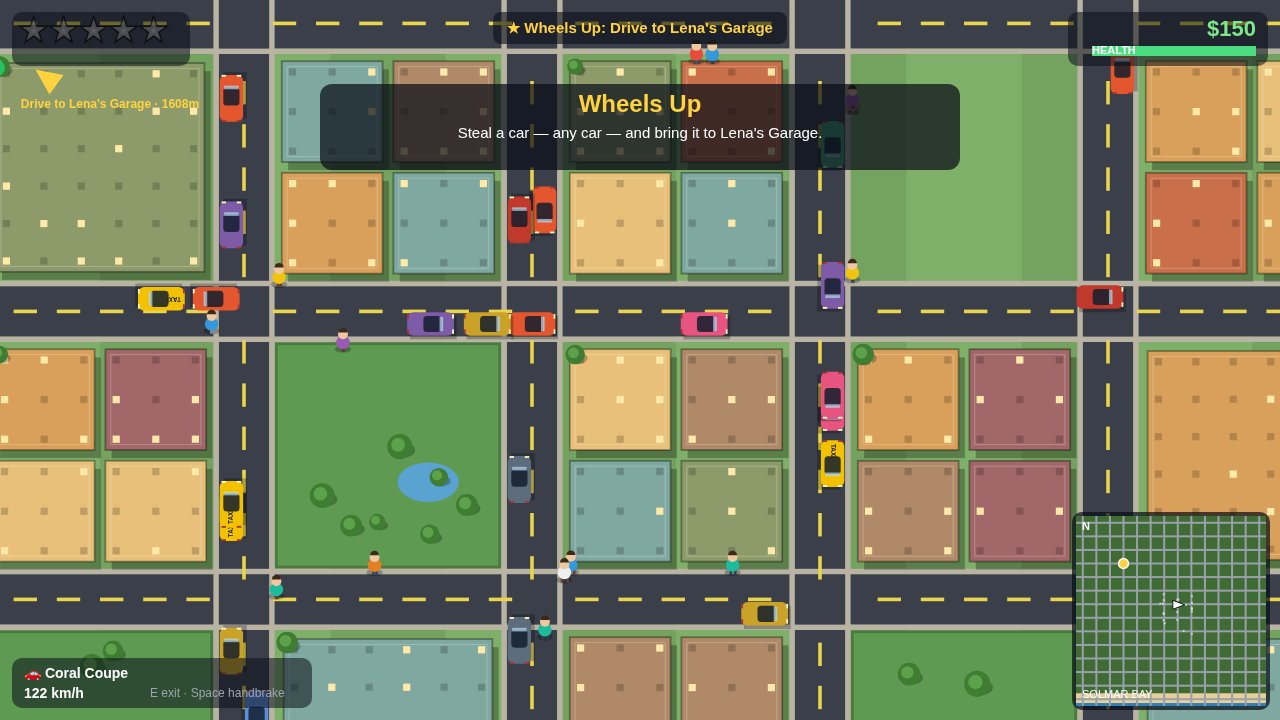 ★ Wheels Up: Drive to Lena's Garage
$150
HEALTH
Drive to Lena's Garage · 1608m
Wheels Up
Steal a car — any car — and bring it to Lena's Garage.
TAXI
TAXI
TAXI
N
SOLMAR BAY
🚗 Coral Coupe
122 km/h
E exit · Space handbrake